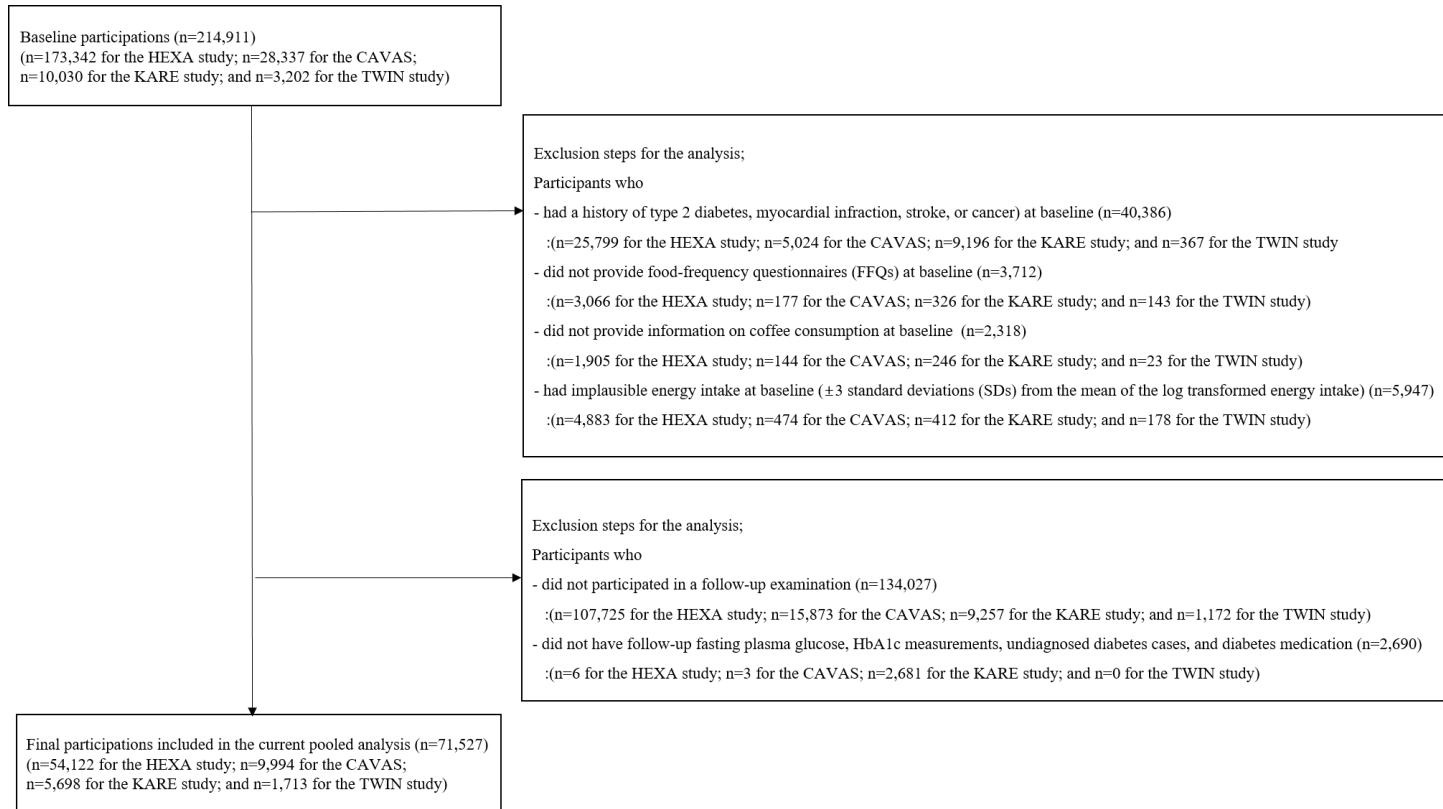 Baseline participations (n=214,911)
(n=173,342 for the HEXA study; n=28,337 for the CAVAS;
n=10,030 for the KARE study; and n=3,202 for the TWIN study)
Exclusion steps for the analysis;
Participants who
- had a history of type 2 diabetes, myocardial infraction, stroke, or cancer) at baseline (n=40,386)
:(n=25,799 for the HEXA study; n=5,024 for the CAVAS; n=9,196 for the KARE study; and n=367 for the TWIN study
- did not provide food-frequency questionnaires (FFQs) at baseline (n=3,712)
:(n=3,066 for the HEXA study; n=177 for the CAVAS; n=326 for the KARE study; and n=143 for the TWIN study)
- did not provide information on coffee consumption at baseline (n=2,318)
:(n=1,905 for the HEXA study; n=144 for the CAVAS; n=246 for the KARE study; and n=23 for the TWIN study)
- had implausible energy intake at baseline (±3 standard deviations (SDs) from the mean of the log transformed energy intake) (n=5,947)
:(n=4,883 for the HEXA study; n=474 for the CAVAS; n=412 for the KARE study; and n=178 for the TWIN study)
Exclusion steps for the analysis;
Participants who
- did not participated in a follow-up examination (n=134,027)
:(n=107,725 for the HEXA study; n=15,873 for the CAVAS; n=9,257 for the KARE study; and n=1,172 for the TWIN study)
- did not have follow-up fasting plasma glucose, HbA1c measurements, undiagnosed diabetes cases, and diabetes medication (n=2,690)
:(n=6 for the HEXA study; n=3 for the CAVAS; n=2,681 for the KARE study; and n=0 for the TWIN study)
Final participations included in the current pooled analysis (n=71,527)
(n=54,122 for the HEXA study; n=9,994 for the CAVAS;
n=5,698 for the KARE study; and n=1,713 for the TWIN study)